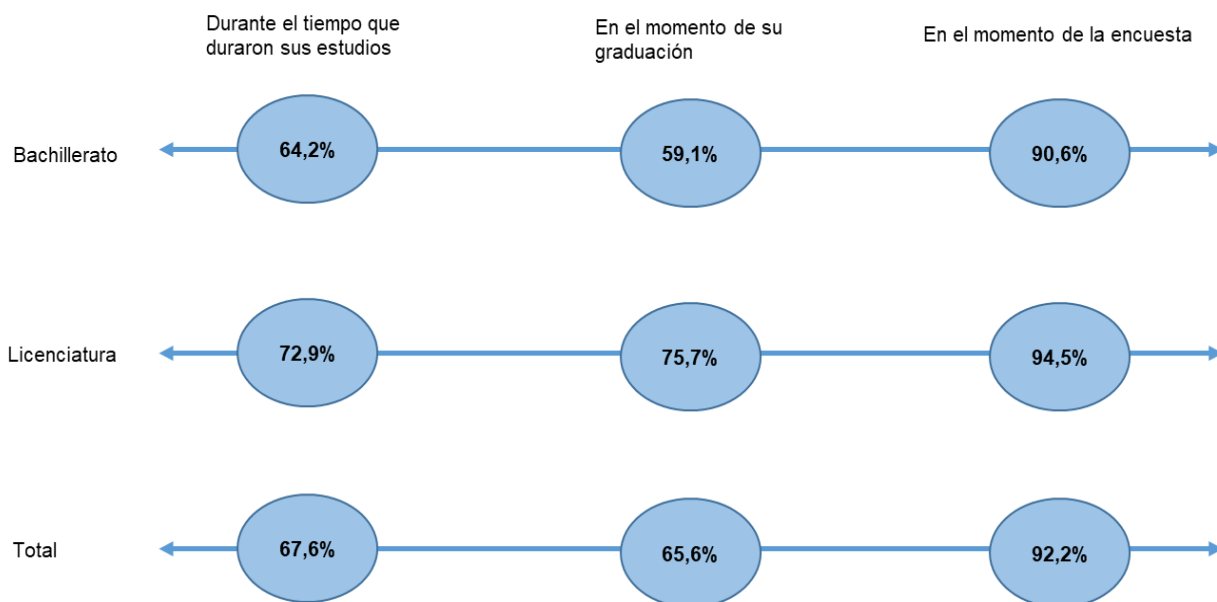 Durante el tiempo que
duraron sus estudios
En el momento de su
graduación
En el momento de la encuesta
Bachillerato
64,2%
59,1%
90,6%
Licenciatura
72,9%
75,7%
94,5%
Total
67,6%
65,6%
92,2%